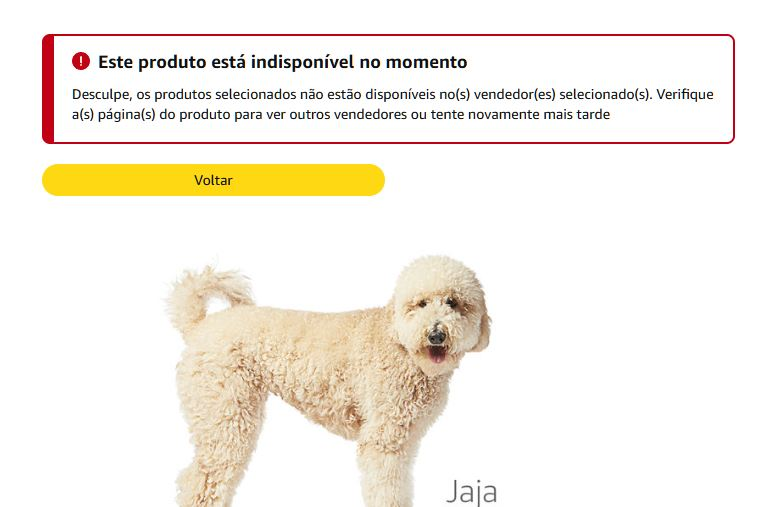 Este produto está indisponível no momento
Desculpe, os produtos selecionados não estão disponíveis no(s) vendedor(es) selecionado(s). Verifique
a(s) página(s) do produto para ver outros vendedores ou tente novamente mais tarde
Voltar
Jaja